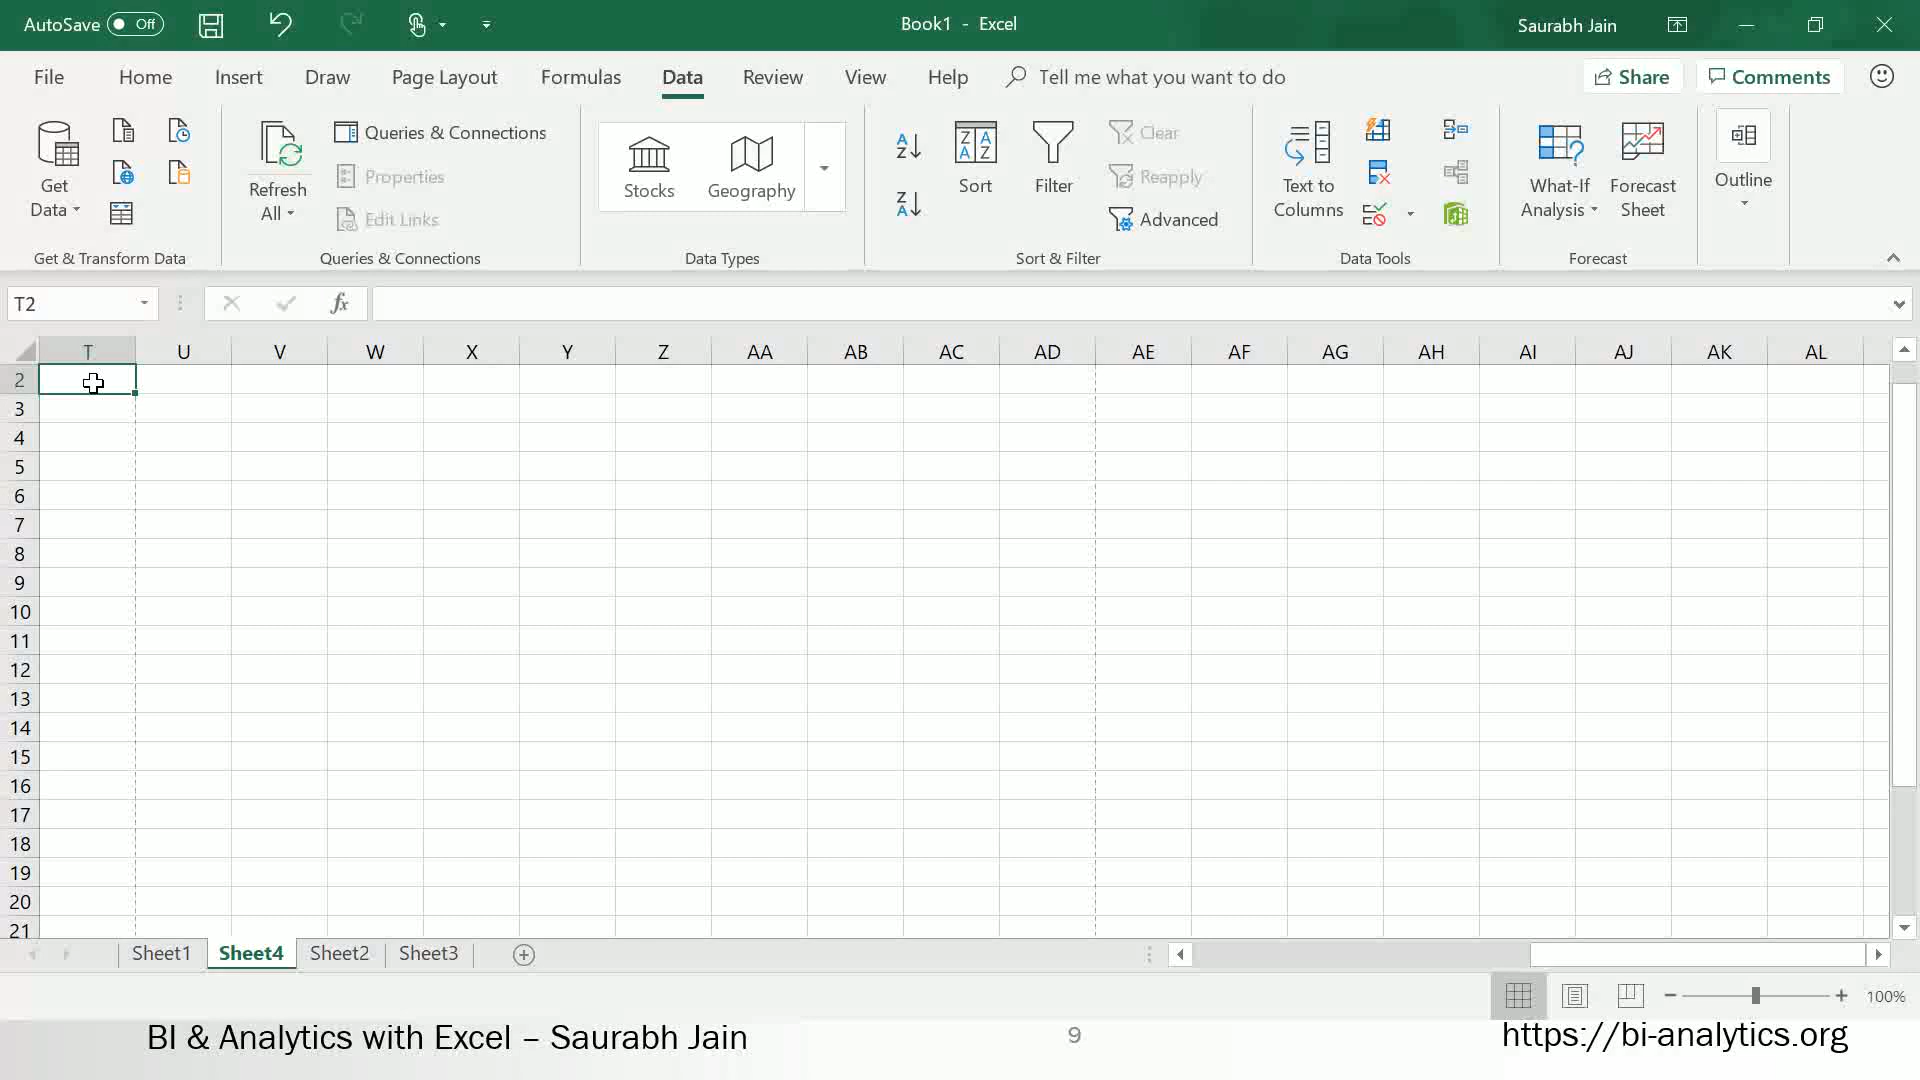 AutoSave Off
Book1 - Excel
Saurabh Jain
File Home Insert Draw Page Layout Formulas Data Review View Help Tell me what you want to do
Share Comments
Get Data
Refresh All
Queries & Connections
Properties
Edit Links
Stocks
Geography
Sort
Filter
Clear
Reapply
Advanced
Text to Columns
What-If Analysis
Forecast Sheet
Outline
Get & Transform Data
Queries & Connections
Data Types
Sort & Filter
Data Tools
Forecast
T2
fx
T U V W X Y Z AA AB AC AD AE AF AG AH AI AJ AK AL
2
3
4
5
6
7
8
9
10
11
12
13
14
15
16
17
18
19
20
21
Sheet1 Sheet4 Sheet2 Sheet3
100%
BI & Analytics with Excel – Saurabh Jain
9
https://bi-analytics.org